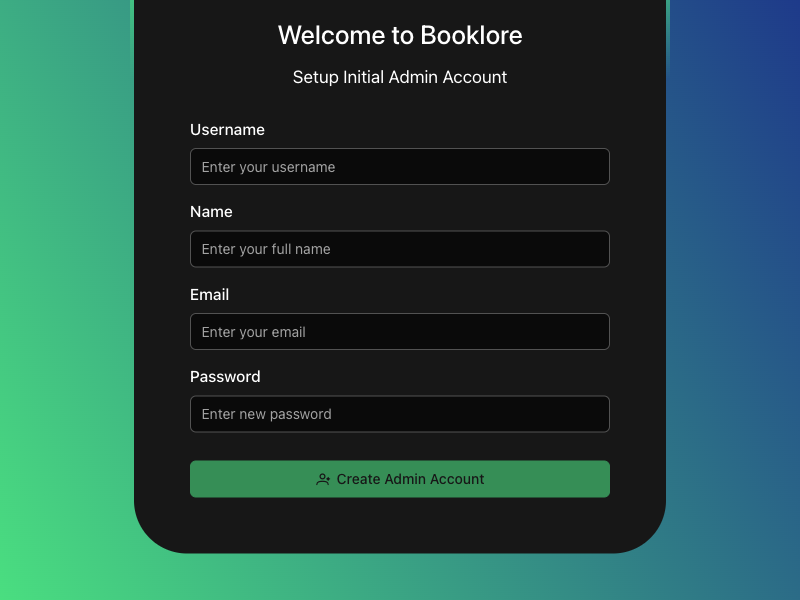 Welcome to Booklore
Setup Initial Admin Account
Username
Enter your username
Name
Enter your full name
Email
Enter your email
Password
Enter new password
Create Admin Account